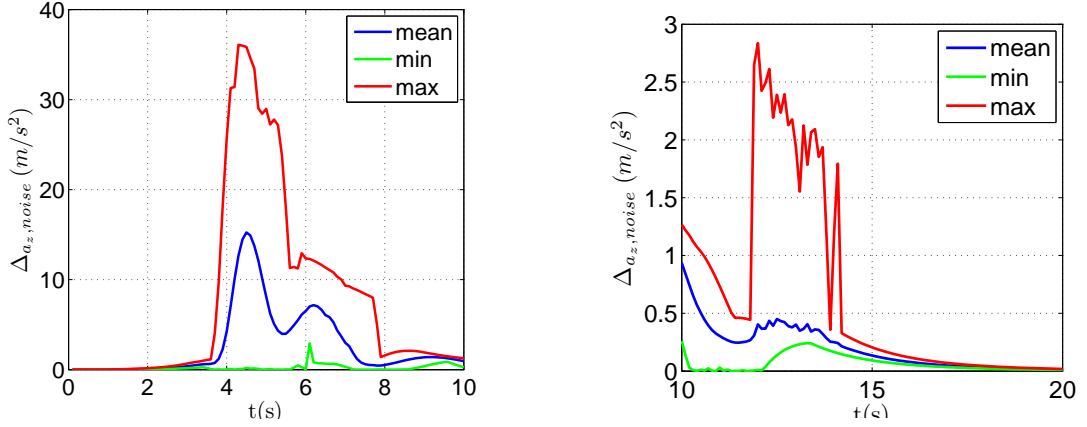 40
30
20
10
0
Δ_{a_z,noise} (m/s²)
mean
min
max
0 2 4 6 8 10
t(s)
3
2.5
2
1.5
1
0.5
0
Δ_{a_z,noise} (m/s²)
mean
min
max
10 15 20
t(s)